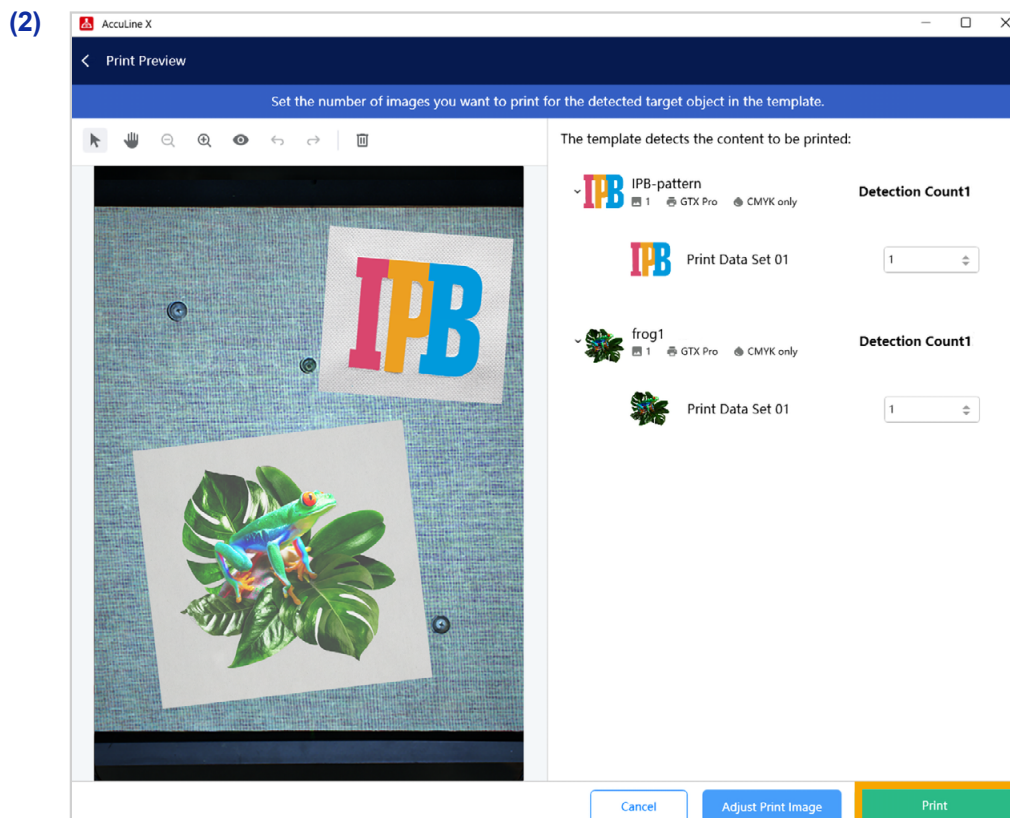 (2)
AccuLine X
Print Preview
Set the number of images you want to print for the detected target object in the template.
The template detects the content to be printed:
IPB IPB-pattern Detection Count1
1 GTX Pro CMYK only
IPB Print Data Set 01 1
IPB
frog1 Detection Count1
1 GTX Pro CMYK only
Print Data Set 01 1
Cancel Adjust Print Image Print